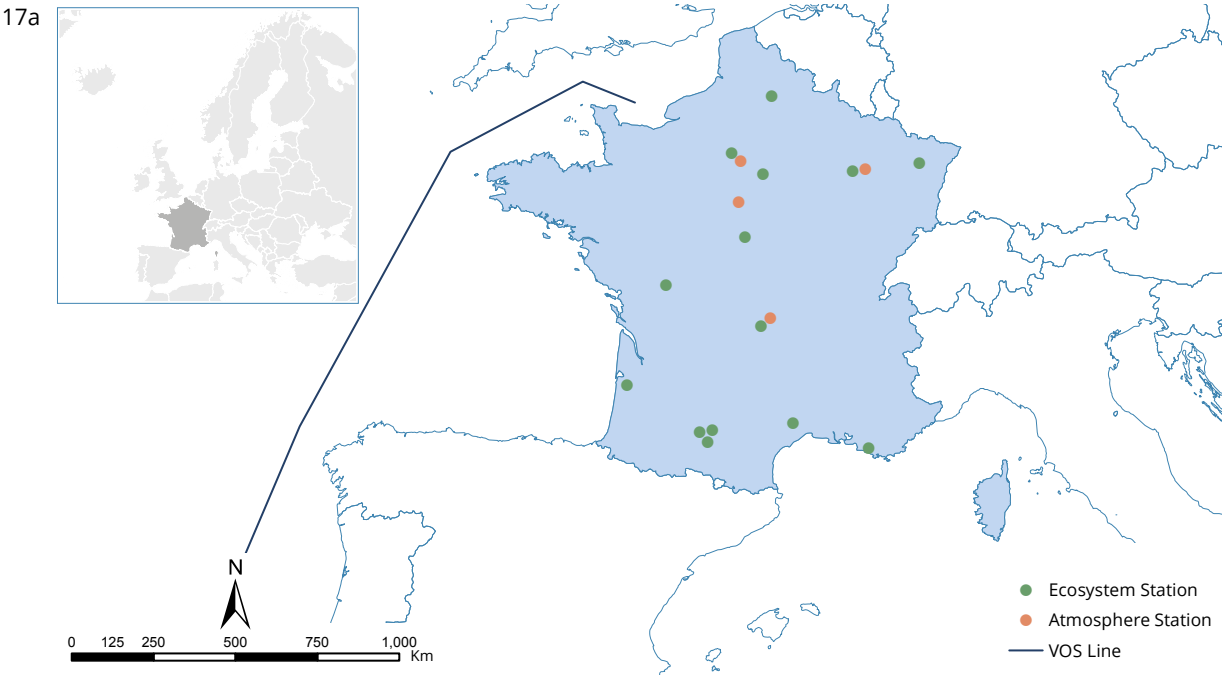 17a
N
0 125 250 500 750 1,000
Km
Ecosystem Station
Atmosphere Station
VOS Line